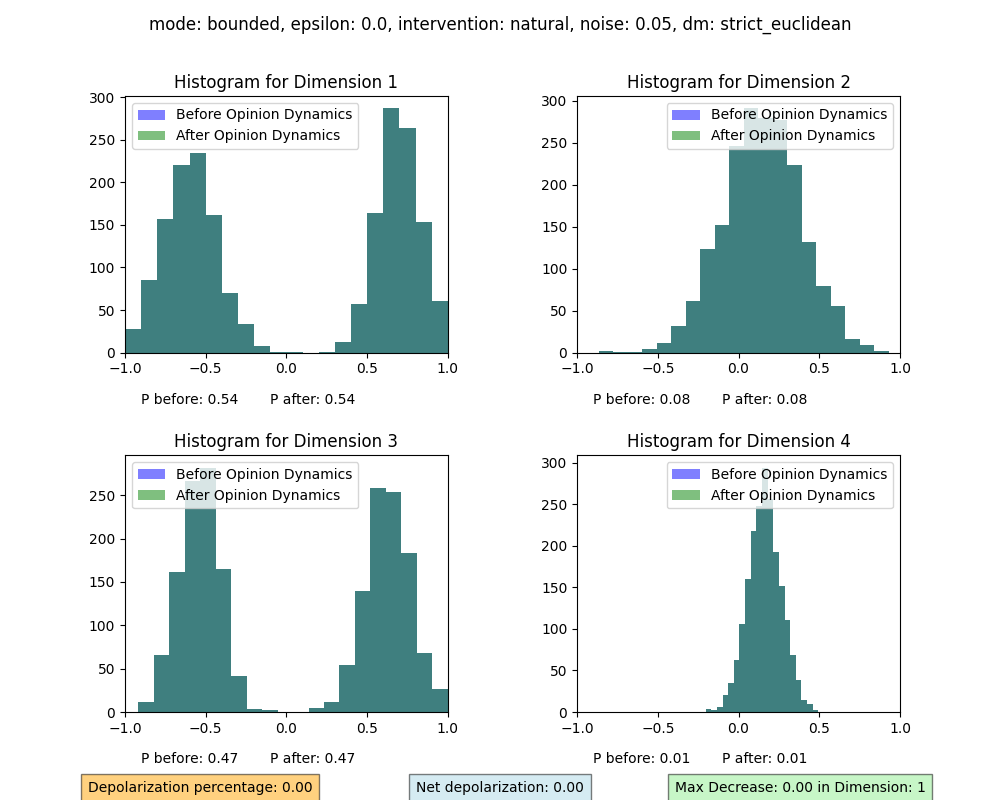 mode: bounded, epsilon: 0.0, intervention: natural, noise: 0.05, dm: strict_euclidean
Histogram for Dimension 1
Before Opinion Dynamics
After Opinion Dynamics
300
250
200
150
100
50
0
−1.0 −0.5 0.0 0.5 1.0
P before: 0.54 P after: 0.54
Histogram for Dimension 2
Before Opinion Dynamics
After Opinion Dynamics
300
250
200
150
100
50
0
−1.0 −0.5 0.0 0.5 1.0
P before: 0.08 P after: 0.08
Histogram for Dimension 3
Before Opinion Dynamics
After Opinion Dynamics
250
200
150
100
50
0
−1.0 −0.5 0.0 0.5 1.0
P before: 0.47 P after: 0.47
Histogram for Dimension 4
Before Opinion Dynamics
After Opinion Dynamics
300
250
200
150
100
50
0
−1.0 −0.5 0.0 0.5 1.0
P before: 0.01 P after: 0.01
Depolarization percentage: 0.00
Net depolarization: 0.00
Max Decrease: 0.00 in Dimension: 1